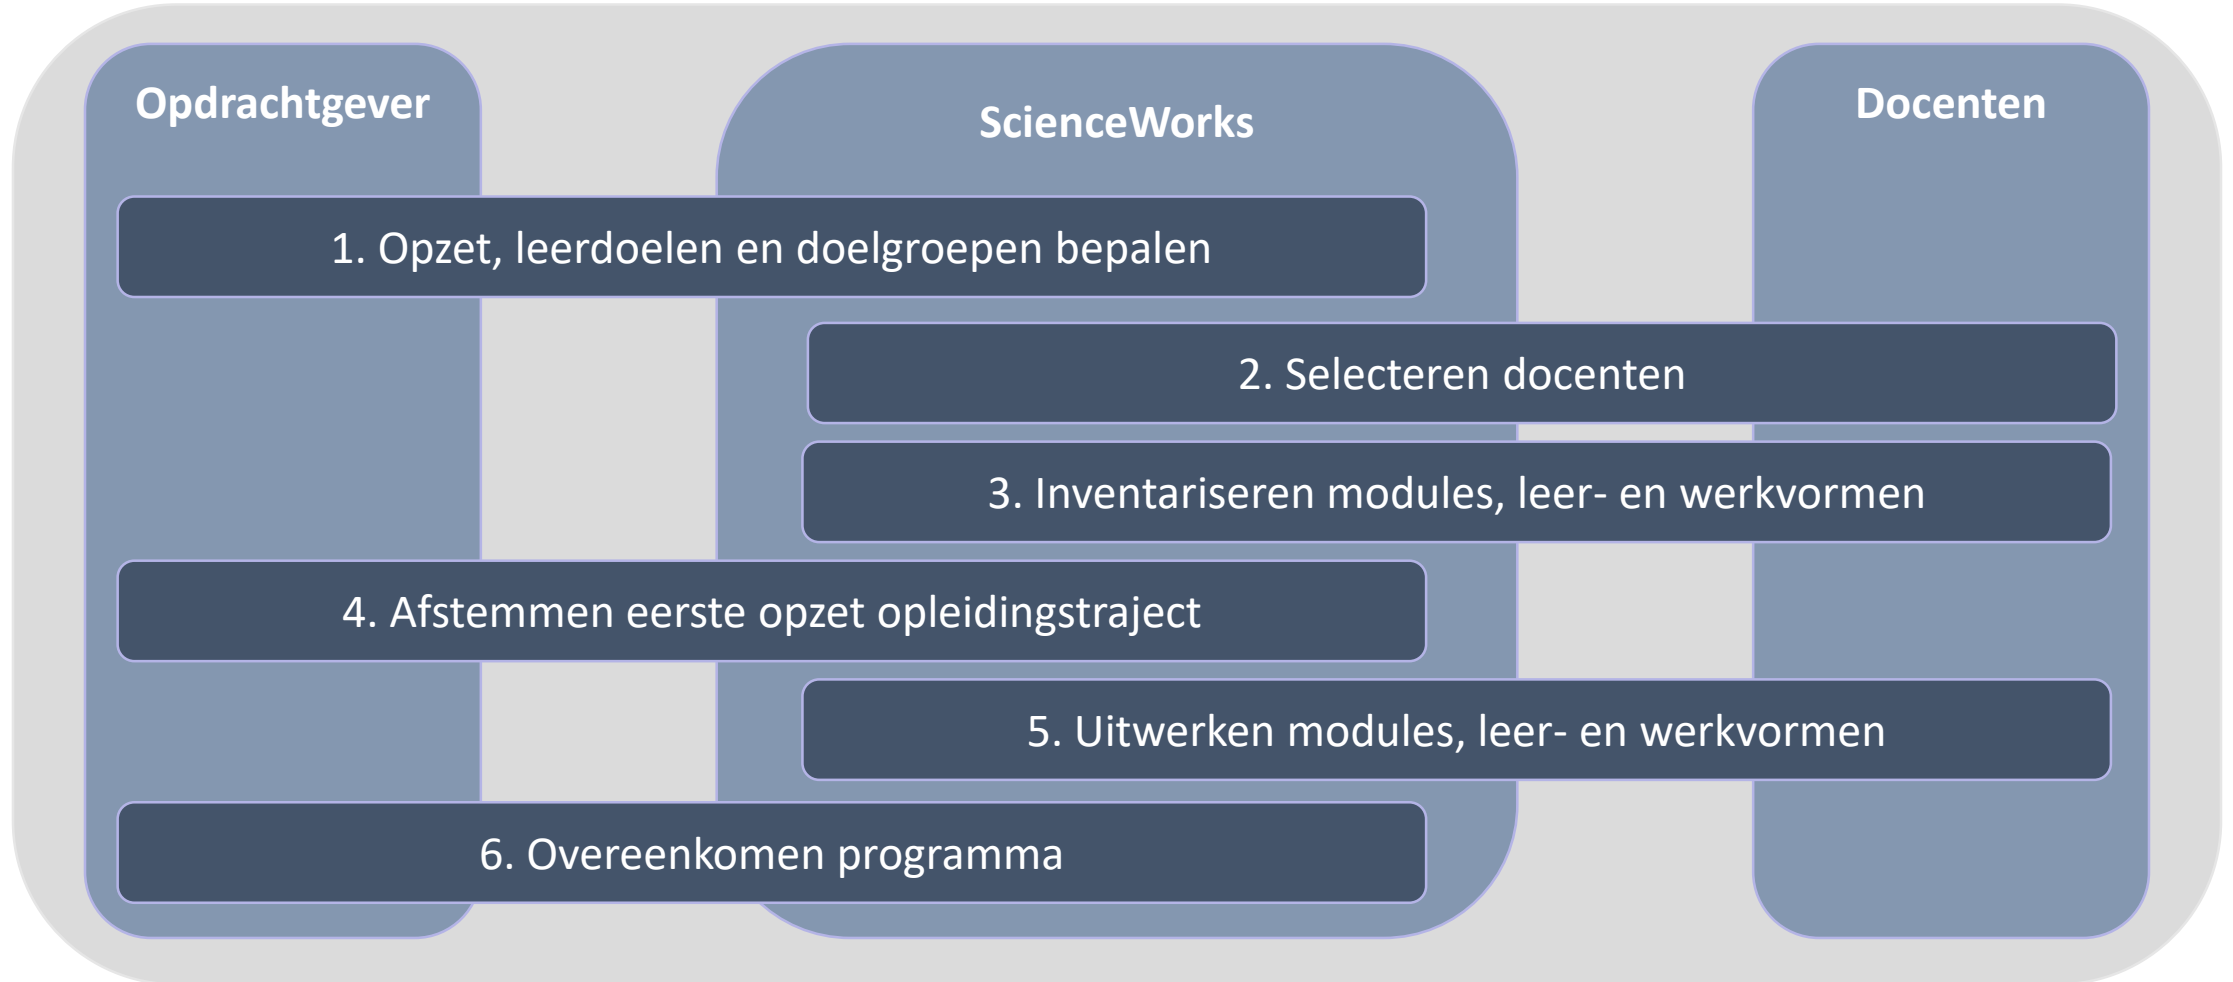 Opdrachtgever
ScienceWorks
Docenten
1. Opzet, leerdoelen en doelgroepen bepalen
2. Selecteren docenten
3. Inventariseren modules, leer- en werkvormen
4. Afstemmen eerste opzet opleidingstraject
5. Uitwerken modules, leer- en werkvormen
6. Overeenkomen programma